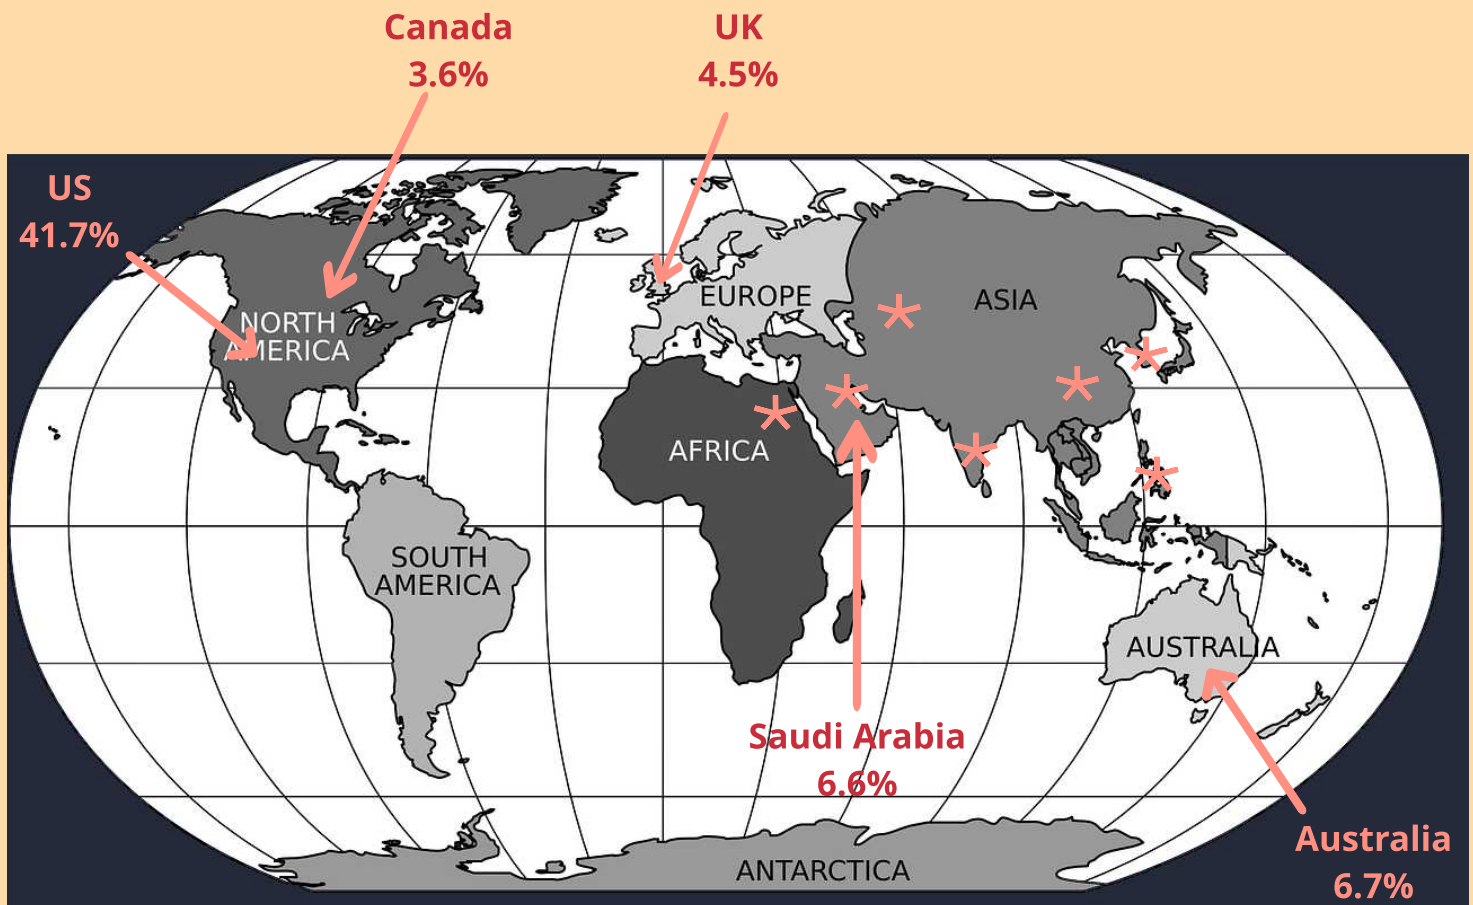 Canada
3.6%
UK
4.5%
US
41.7%
NORTH
AMERICA
EUROPE
ASIA
AFRICA
SOUTH
AMERICA
AUSTRALIA
Saudi Arabia
6.6%
Australia
6.7%
ANTARCTICA